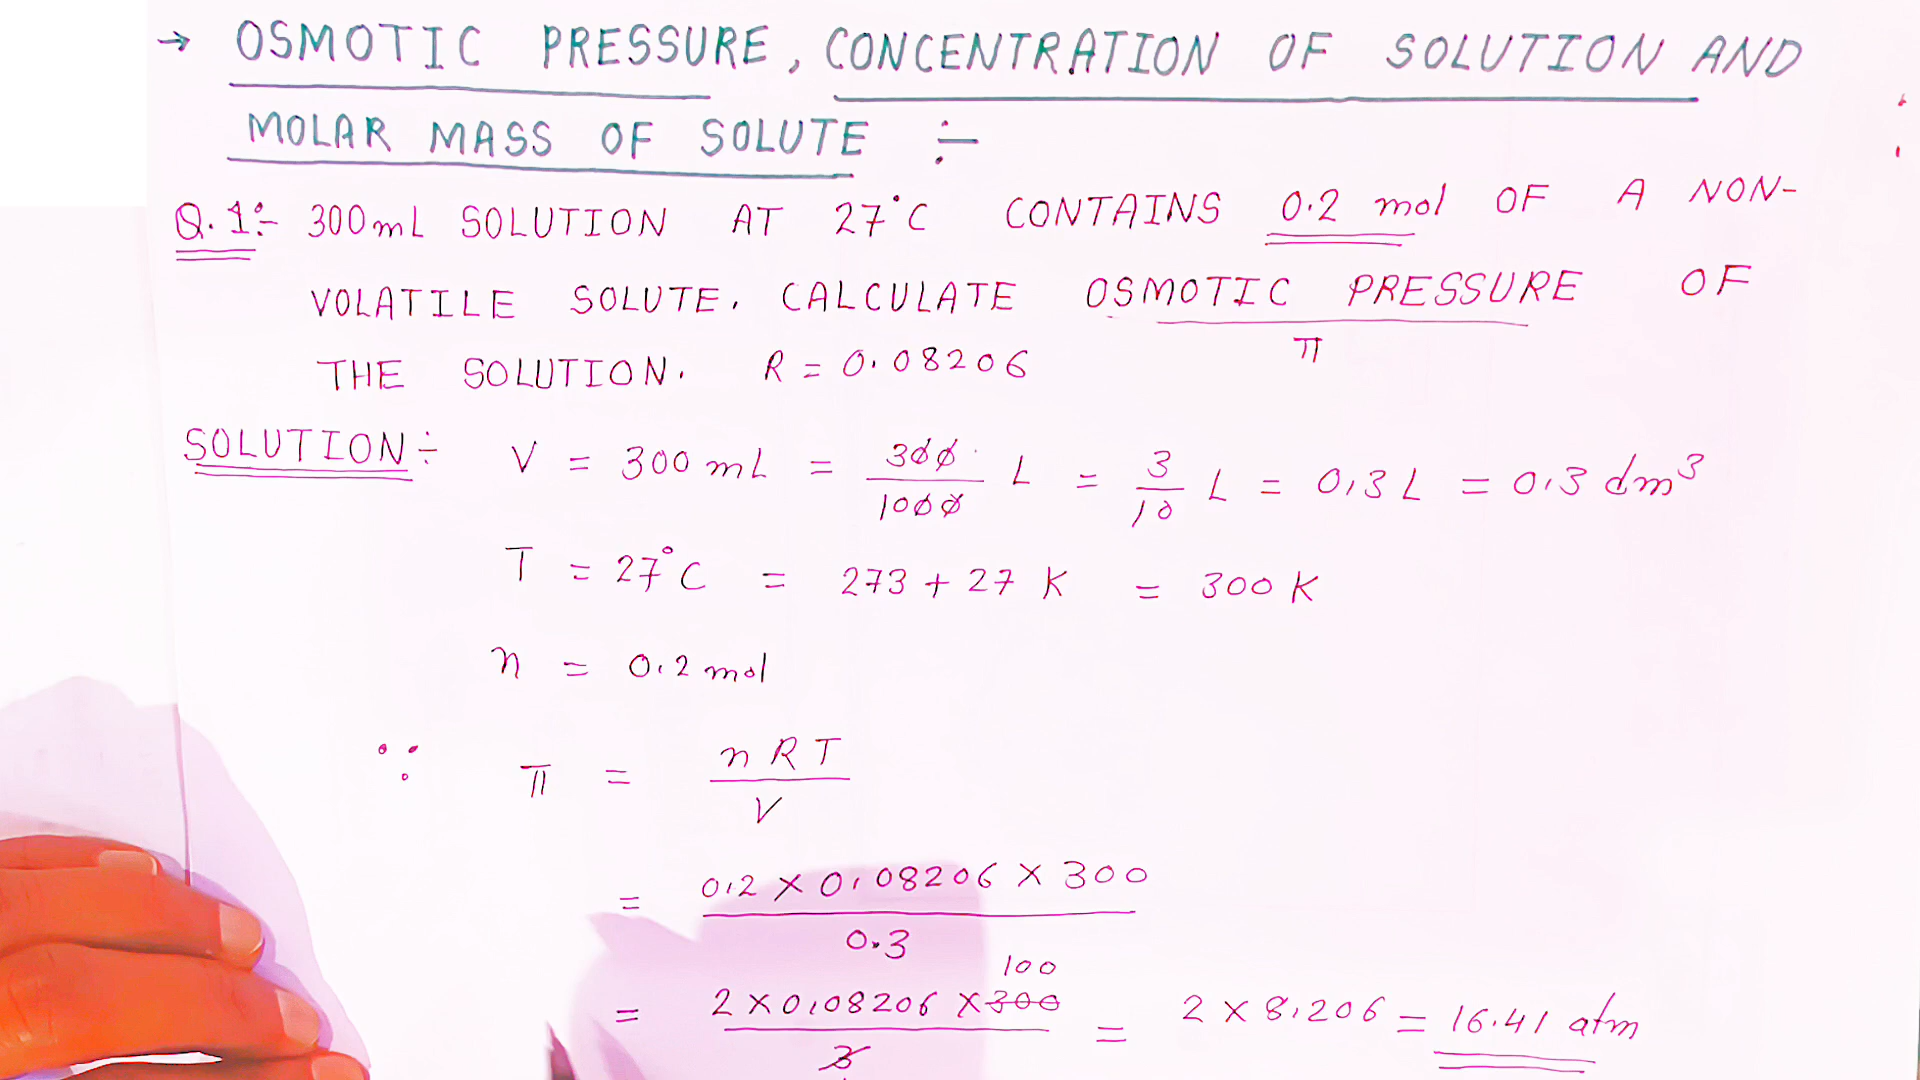 → OSMOTIC PRESSURE, CONCENTRATION OF SOLUTION AND
MOLAR MASS OF SOLUTE :-
Q.1:- 300mL SOLUTION AT 27°C CONTAINS 0.2 mol OF A NON-
VOLATILE SOLUTE. CALCULATE OSMOTIC PRESSURE OF
π
THE SOLUTION. R = 0.08206
SOLUTION:- V = 300 mL = 300/1000 L = 3/10 L = 0.3 L = 0.3 dm³
T = 27°C = 273 + 27 K = 300 K
n = 0.2 mol
∵ π = nRT/V
= 0.2 × 0.08206 × 300 / 0.3
100
= 2 × 0.08206 × 300 / 3 = 2 × 8.206 = 16.41 atm